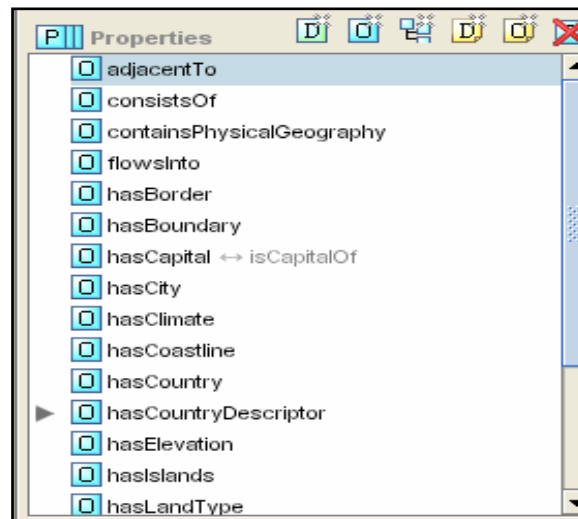 P Properties D O D O
O adjacentTo
O consistsOf
O containsPhysicalGeography
O flowsInto
O hasBorder
O hasBoundary
O hasCapital ↔ isCapitalOf
O hasCity
O hasClimate
O hasCoastline
O hasCountry
O hasCountryDescriptor
O hasElevation
O hasIslands
O hasLandType